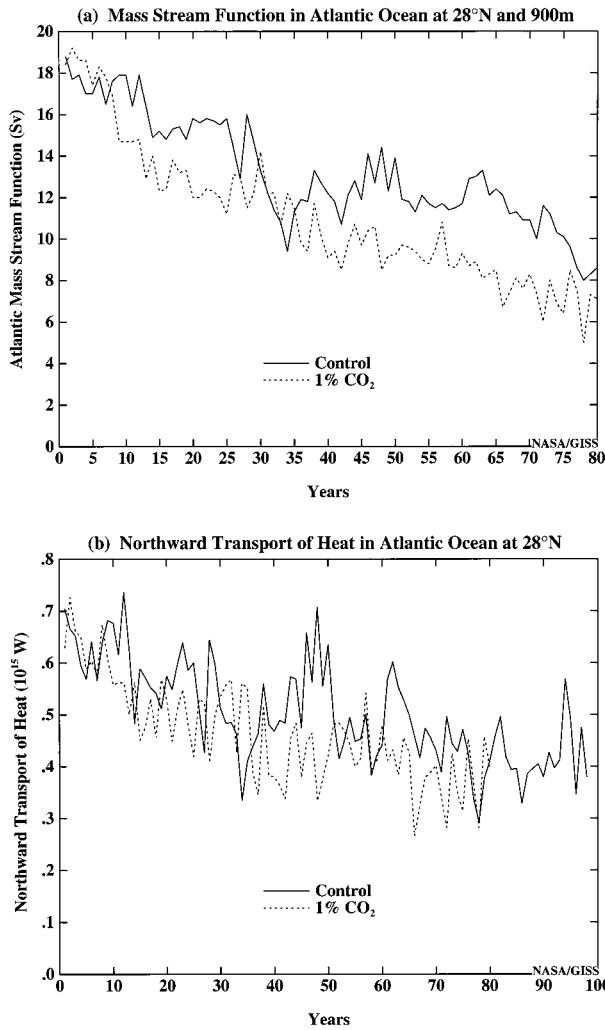 (a) Mass Stream Function in Atlantic Ocean at 28°N and 900m
20
18
16
14
12
10
8
6
4
2
0
Atlantic Mass Stream Function (Sv)
Control
1% CO₂
NASA/GISS
0 5 10 15 20 25 30 35 40 45 50 55 60 65 70 75 80
Years
(b) Northward Transport of Heat in Atlantic Ocean at 28°N
.8
.7
.6
.5
.4
.3
.2
.1
.0
Northward Transport of Heat (10¹⁵ W)
Control
1% CO₂
NASA/GISS
0 10 20 30 40 50 60 70 80 90 100
Years